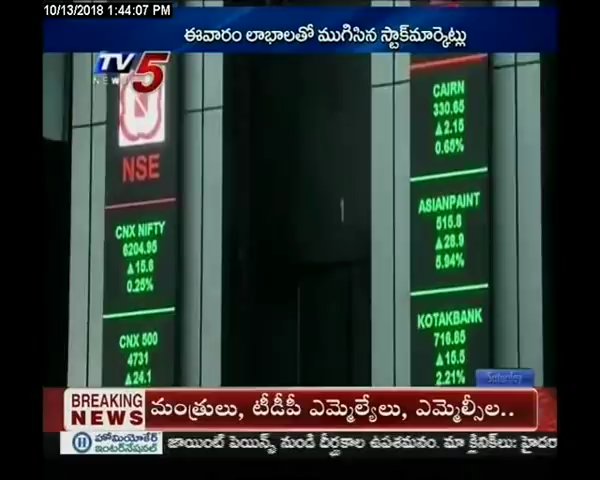 10/13/2018 1:44:07 PM
ఈవారం లాభాలతో ముగిసిన స్టాక్‌మార్కెట్లు
TV5
NEWS
NSE
CNX NIFTY
6204.95
▲15.6
0.25%
CNX 500
4731
▲24.1
CAIRN
330.65
▲2.15
0.65%
ASIANPAINT
515.8
▲28.9
5.94%
KOTAKBANK
716.85
▲15.5
2.21%
Saturday
BREAKING NEWS
మంత్రులు, టీడీపీ ఎమ్మెల్యేలు, ఎమ్మెల్సీల..
హోమియోకేర్
ఇంటర్నేషనల్
జాయింట్ పెయిన్స్ నుండి దీర్ఘకాల ఉపశమనం. మా క్లినిక్‌లు: హైదరా